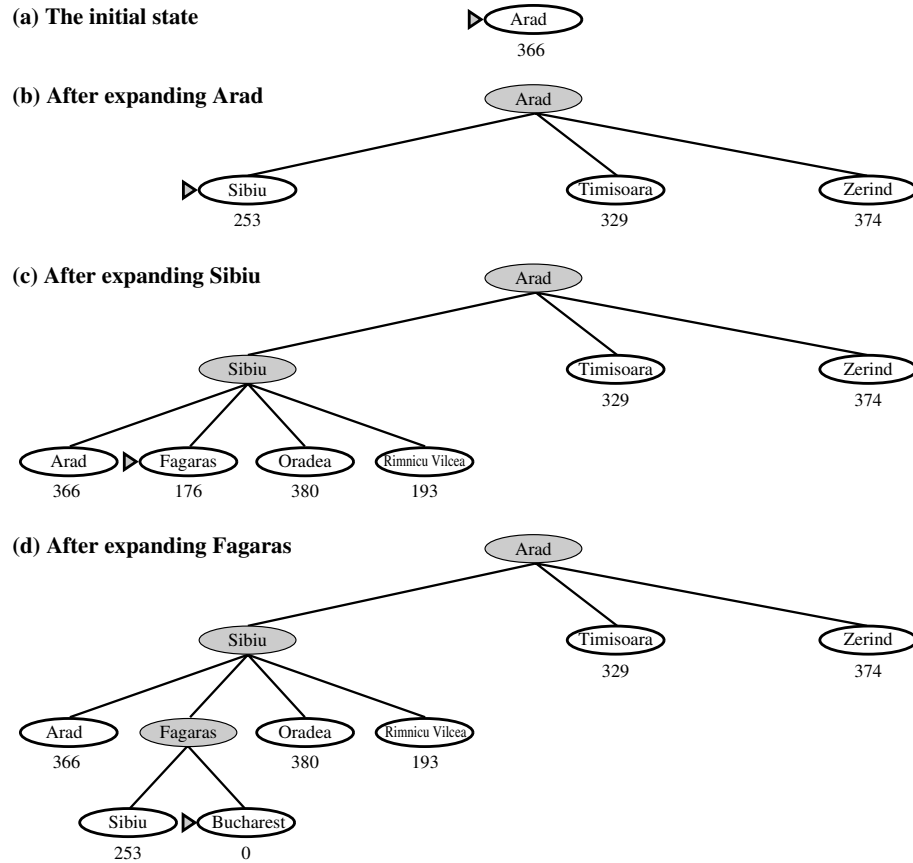 (a) The initial state
Arad
366
(b) After expanding Arad
Arad
Sibiu
Timisoara
Zerind
253
329
374
(c) After expanding Sibiu
Arad
Sibiu
Timisoara
Zerind
329
374
Arad
Fagaras
Oradea
Rimnicu Vilcea
366
176
380
193
(d) After expanding Fagaras
Arad
Sibiu
Timisoara
Zerind
329
374
Arad
Fagaras
Oradea
Rimnicu Vilcea
366
380
193
Sibiu
Bucharest
253
0